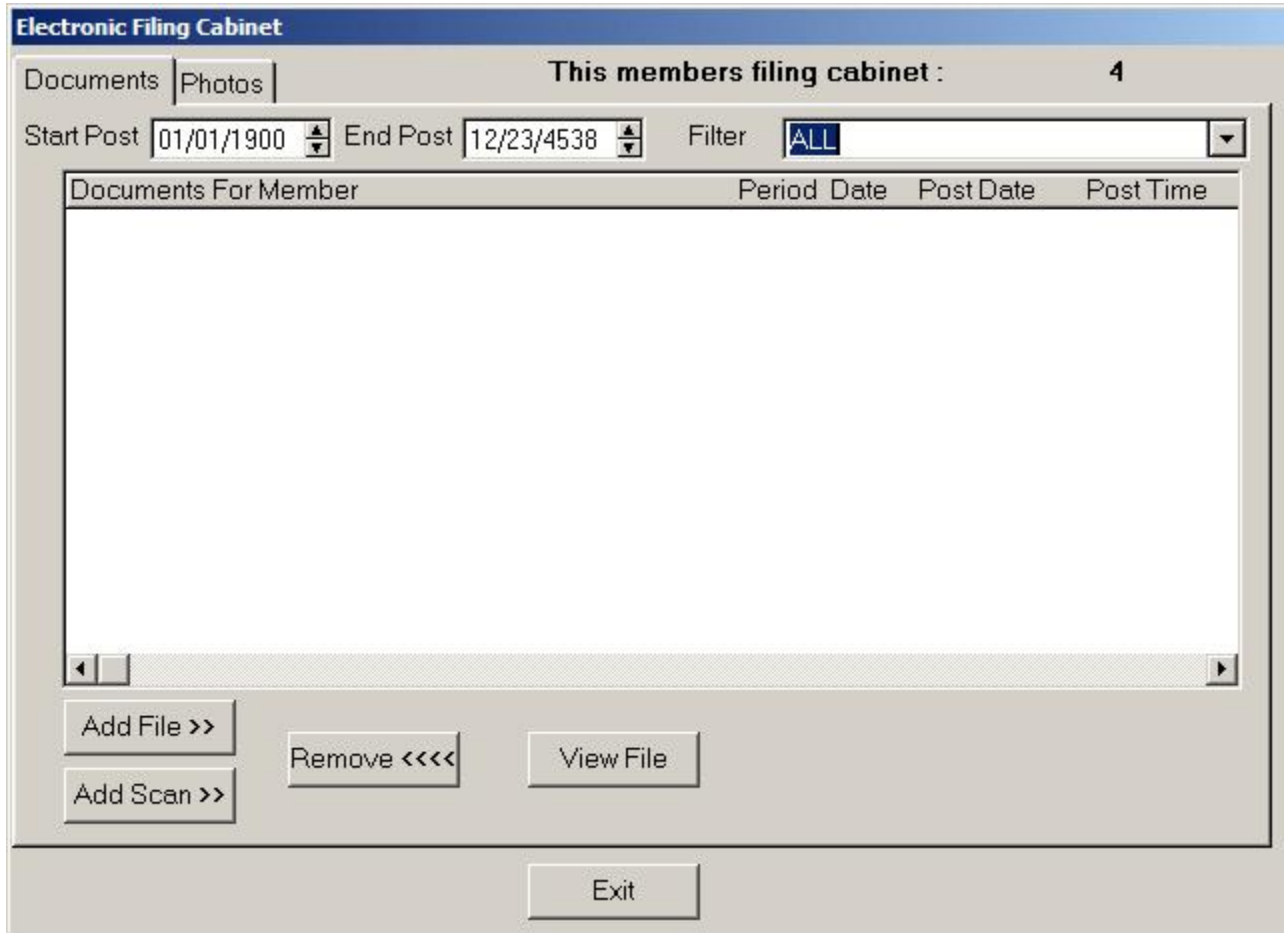 Electronic Filing Cabinet
Documents Photos This members filing cabinet : 4
Start Post 01/01/1900 End Post 12/23/4538 Filter ALL
Documents For Member Period Date Post Date Post Time
Add File >>
Remove <<<< View File
Add Scan >>
Exit